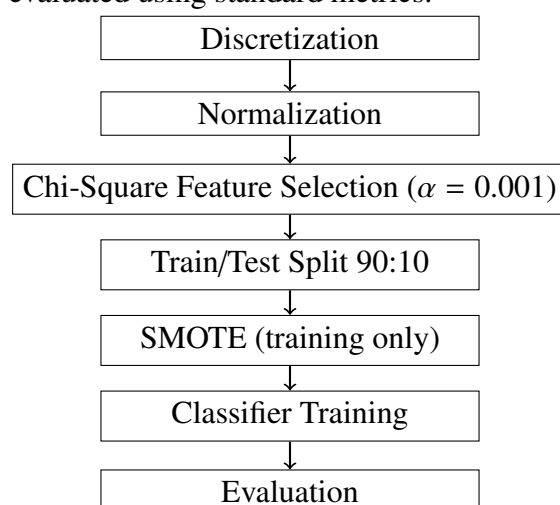 evaluated using standard metrics.
Discretization
Normalization
Chi-Square Feature Selection (α = 0.001)
Train/Test Split 90:10
SMOTE (training only)
Classifier Training
Evaluation